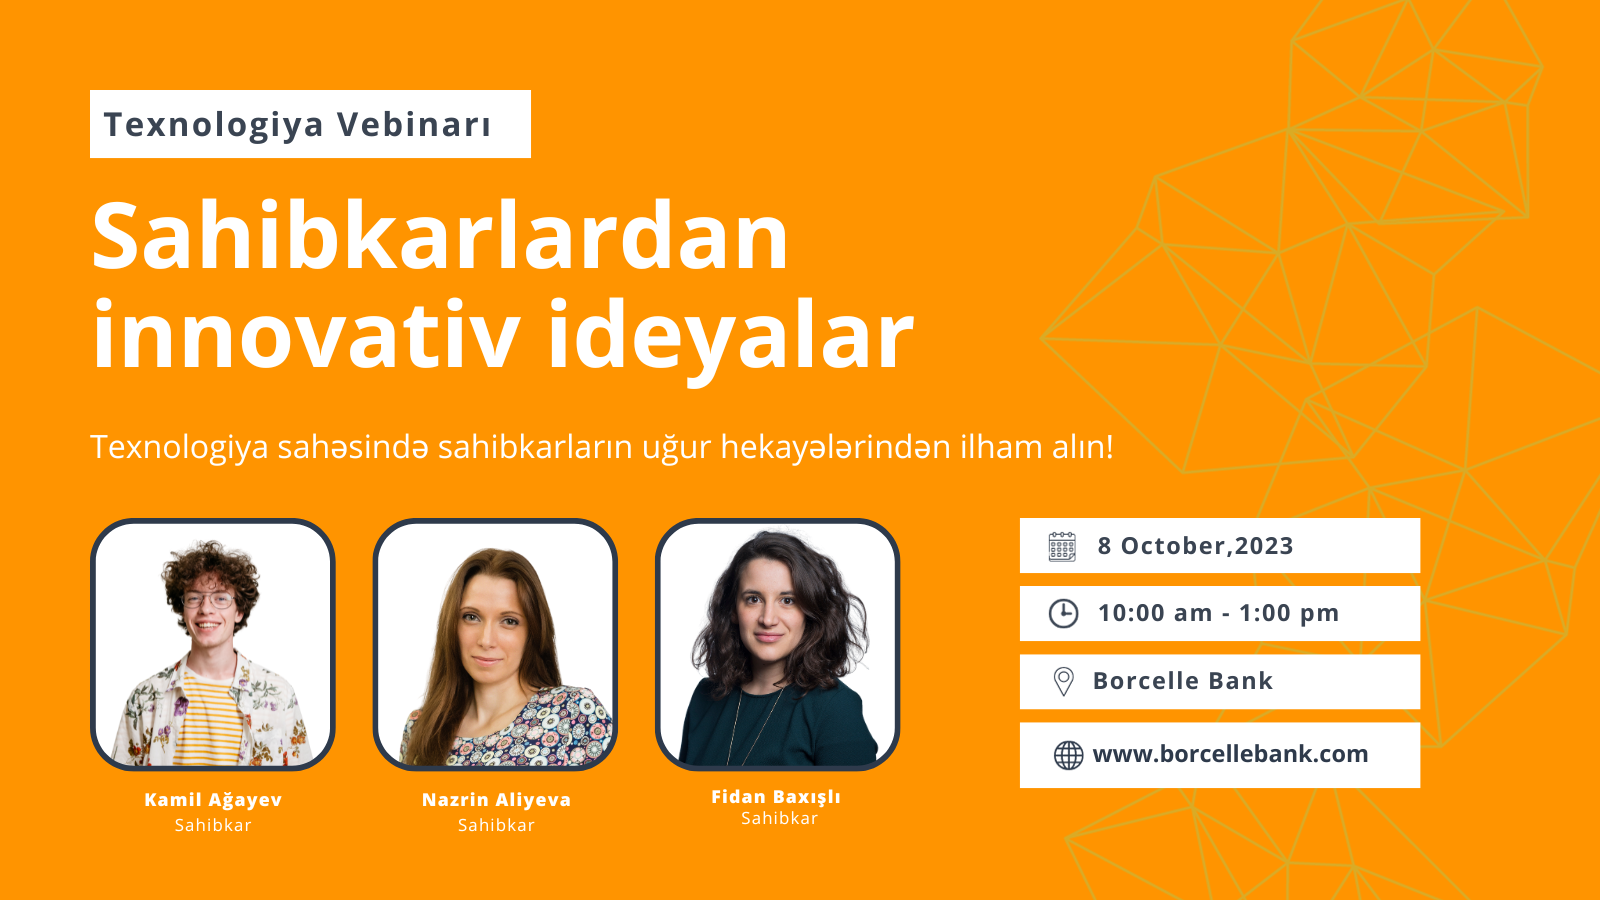 Texnologiya Vebinarı
Sahibkarlardan
innovativ ideyalar
Texnologiya sahəsində sahibkarların uğur hekayələrindən ilham alın!
Kamil Ağayev
Sahibkar
Nazrin Aliyeva
Sahibkar
Fidan Baxışlı
Sahibkar
8 October,2023
10:00 am - 1:00 pm
Borcelle Bank
www.borcellebank.com